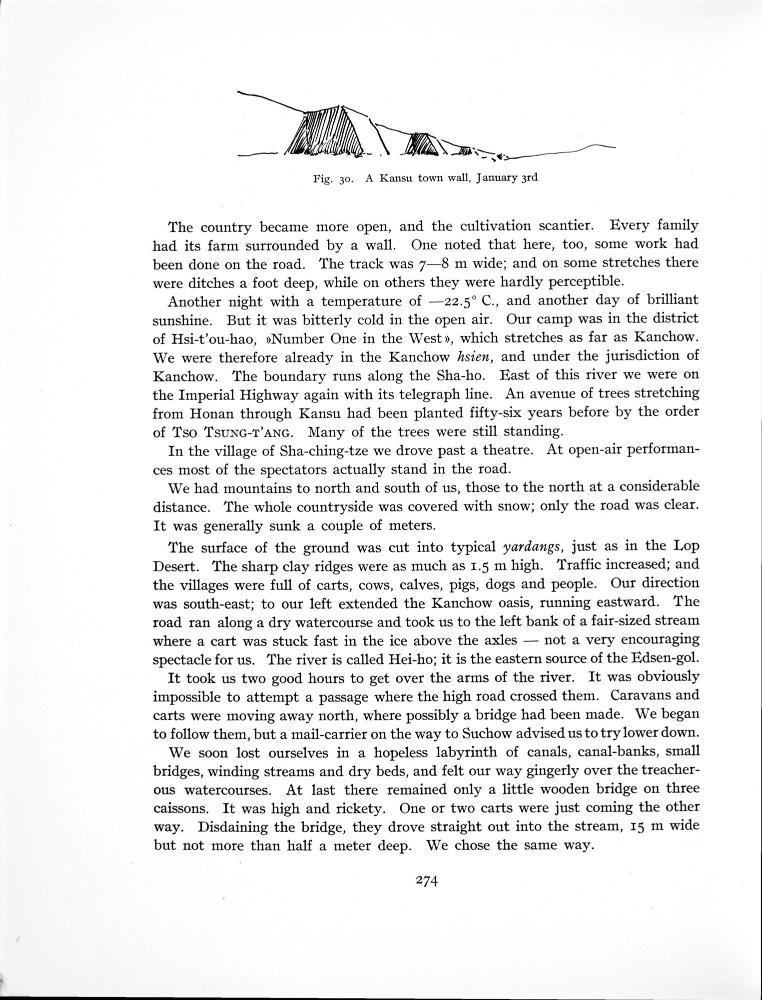 Fig. 30. A Kansu town wall, January 3rd
The country became more open, and the cultivation scantier. Every family
had its farm surrounded by a wall. One noted that here, too, some work had
been done on the road. The track was 7—8 m wide; and on some stretches there
were ditches a foot deep, while on others they were hardly perceptible.
Another night with a temperature of —22.5° C., and another day of brilliant
sunshine. But it was bitterly cold in the open air. Our camp was in the district
of Hsi-t'ou-hao, »Number One in the West», which stretches as far as Kanchow.
We were therefore already in the Kanchow hsien, and under the jurisdiction of
Kanchow. The boundary runs along the Sha-ho. East of this river we were on
the Imperial Highway again with its telegraph line. An avenue of trees stretching
from Honan through Kansu had been planted fifty-six years before by the order
of TSO TSUNG-T'ANG. Many of the trees were still standing.
In the village of Sha-ching-tze we drove past a theatre. At open-air performan-
ces most of the spectators actually stand in the road.
We had mountains to north and south of us, those to the north at a considerable
distance. The whole countryside was covered with snow; only the road was clear.
It was generally sunk a couple of meters.
The surface of the ground was cut into typical yardangs, just as in the Lop
Desert. The sharp clay ridges were as much as 1.5 m high. Traffic increased; and
the villages were full of carts, cows, calves, pigs, dogs and people. Our direction
was south-east; to our left extended the Kanchow oasis, running eastward. The
road ran along a dry watercourse and took us to the left bank of a fair-sized stream
where a cart was stuck fast in the ice above the axles — not a very encouraging
spectacle for us. The river is called Hei-ho; it is the eastern source of the Edsen-gol.
It took us two good hours to get over the arms of the river. It was obviously
impossible to attempt a passage where the high road crossed them. Caravans and
carts were moving away north, where possibly a bridge had been made. We began
to follow them, but a mail-carrier on the way to Suchow advised us to try lower down.
We soon lost ourselves in a hopeless labyrinth of canals, canal-banks, small
bridges, winding streams and dry beds, and felt our way gingerly over the treacher-
ous watercourses. At last there remained only a little wooden bridge on three
caissons. It was high and rickety. One or two carts were just coming the other
way. Disdaining the bridge, they drove straight out into the stream, 15 m wide
but not more than half a meter deep. We chose the same way.
274